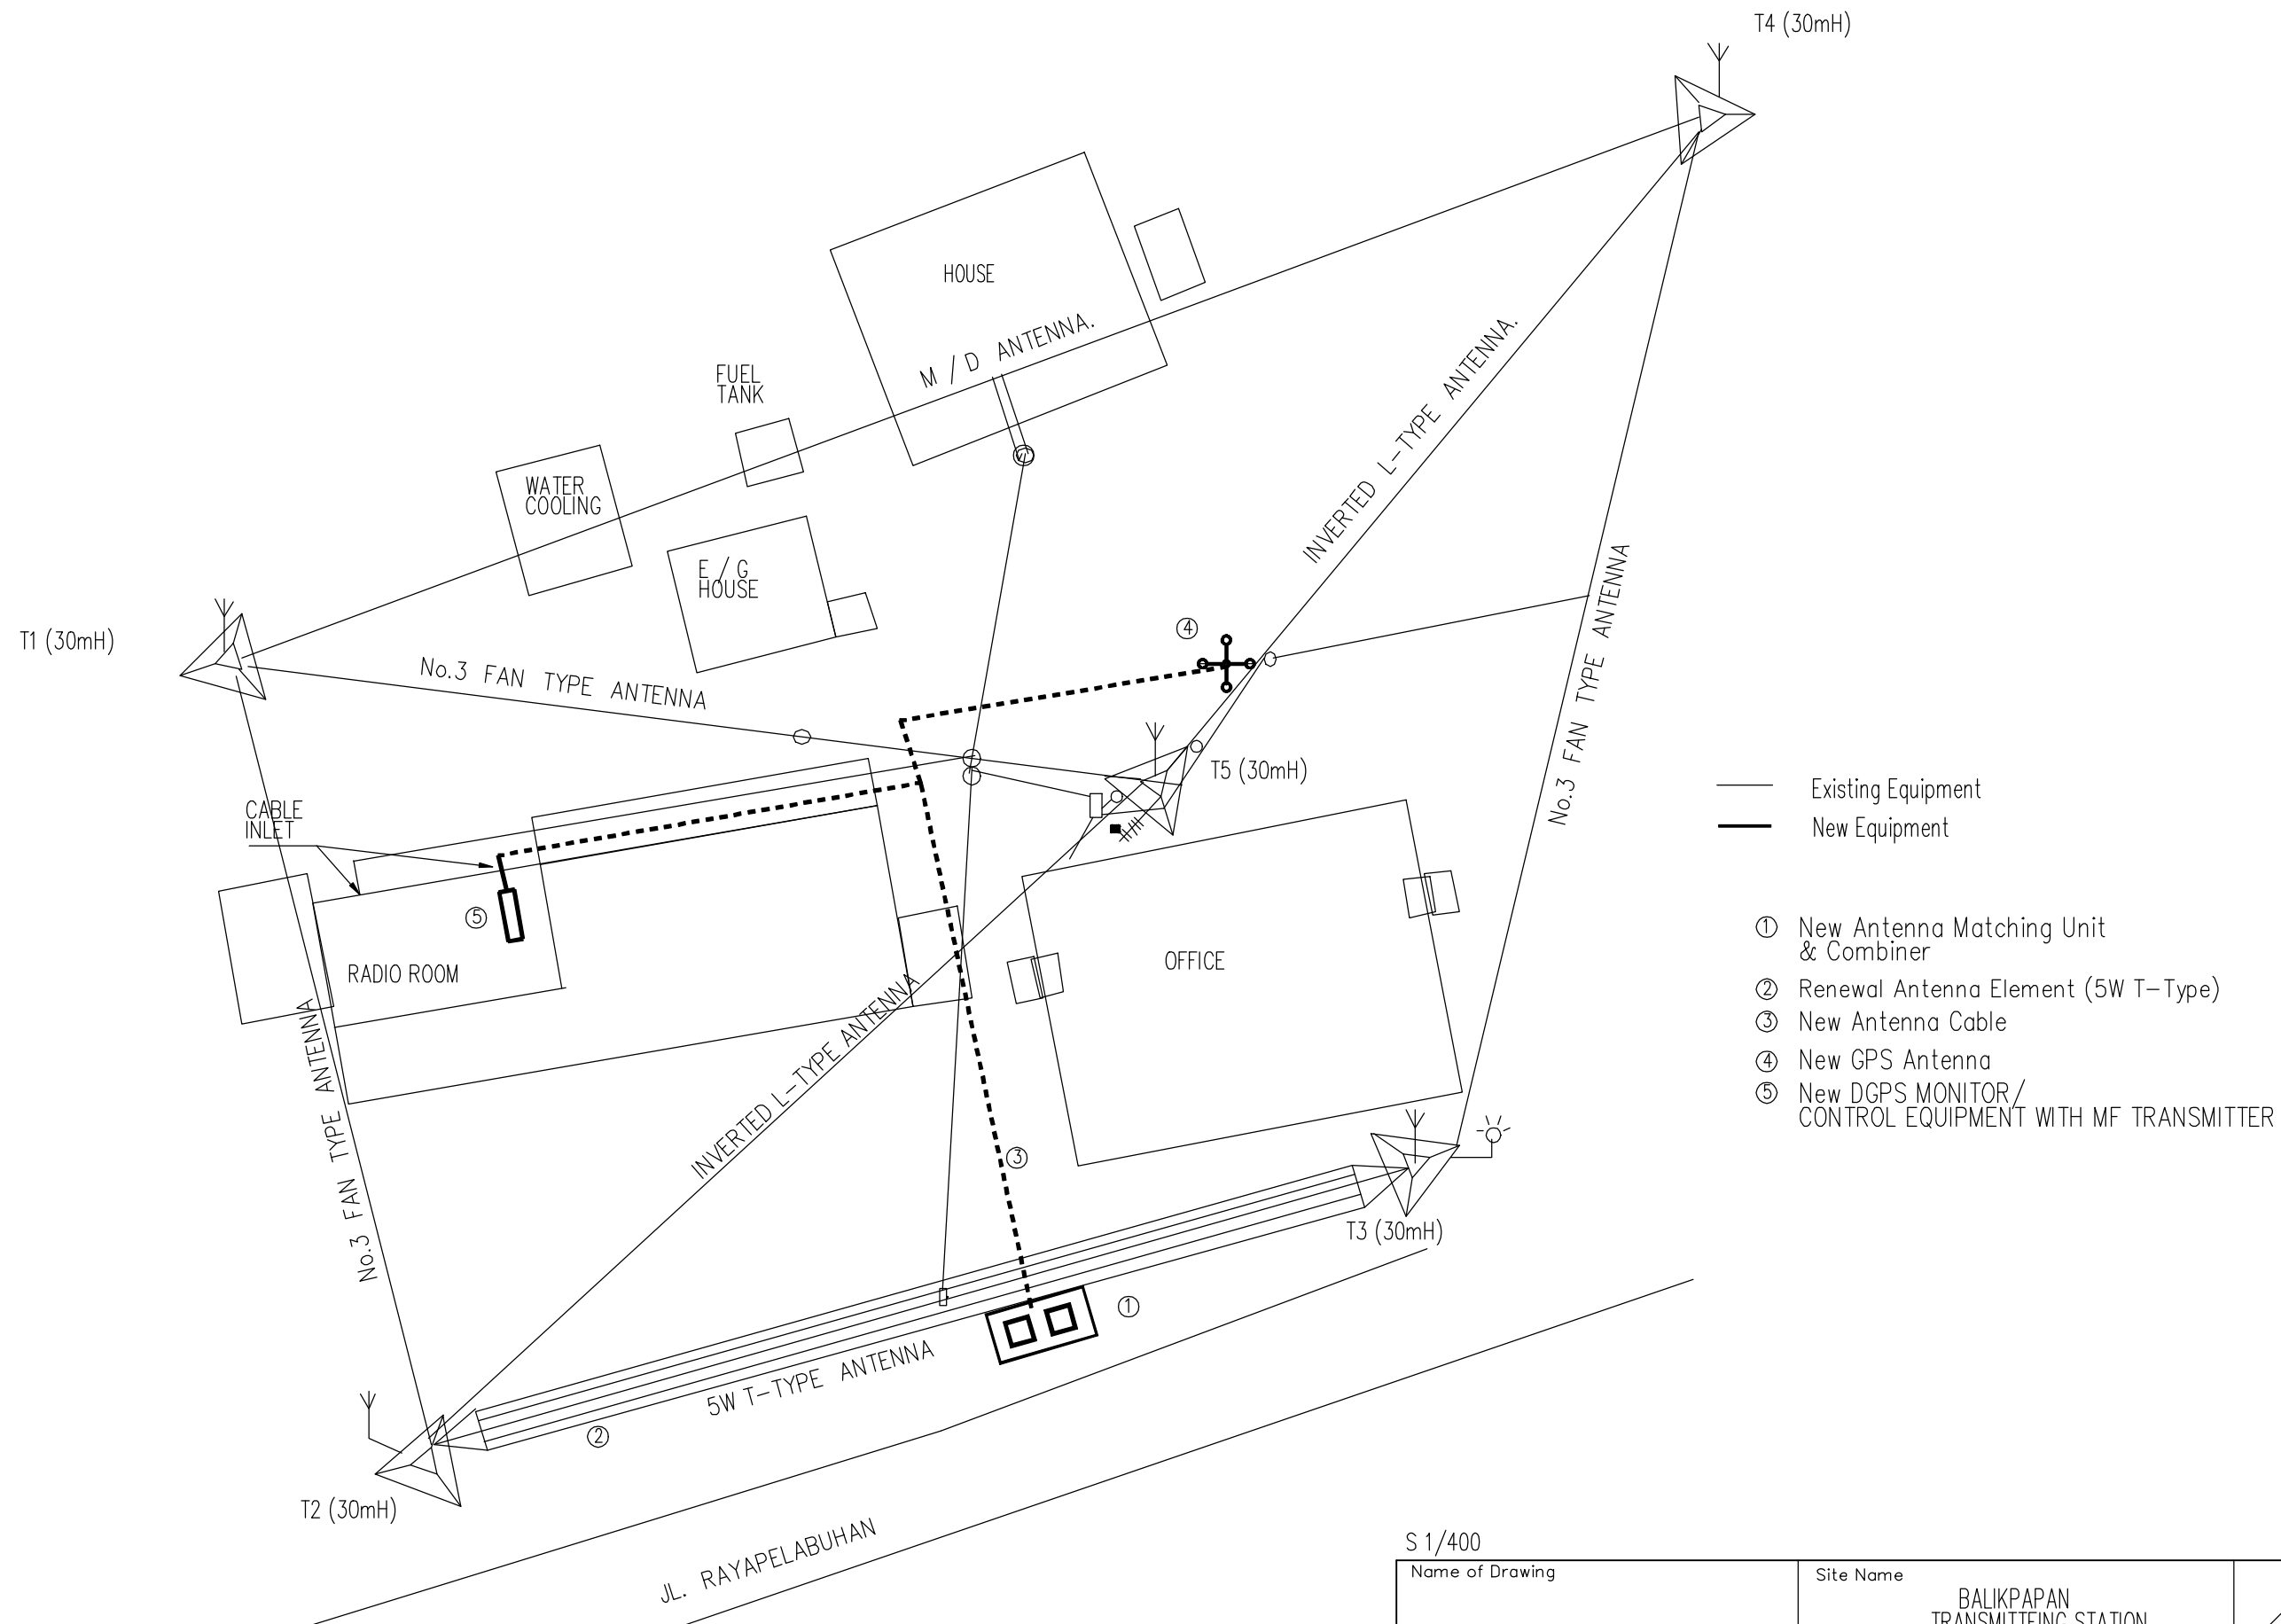 T4 (30mH)
HOUSE
M / D ANTENNA.
INVERTED L-TYPE ANTENNA.
FUEL
TANK
WATER
COOLING
E / G
HOUSE
T1 (30mH)
No.3 FAN TYPE ANTENNA
④
No.3 FAN TYPE ANTENNA
T5 (30mH)
CABLE
INLET
⑤
RADIO ROOM
OFFICE
Existing Equipment
New Equipment
① New Antenna Matching Unit
& Combiner
② Renewal Antenna Element (5W T-Type)
③ New Antenna Cable
④ New GPS Antenna
⑤ New DGPS MONITOR/
CONTROL EQUIPMENT WITH MF TRANSMITTER
No.3 FAN TYPE ANTENNA
INVERTED L-TYPE ANTENNA
③
T3 (30mH)
①
5W T-TYPE ANTENNA
②
T2 (30mH)
JL. RAYAPELABUHAN
S 1/400
Name of Drawing
Site Name
BALIKPAPAN
TRANSMITTEING STATION